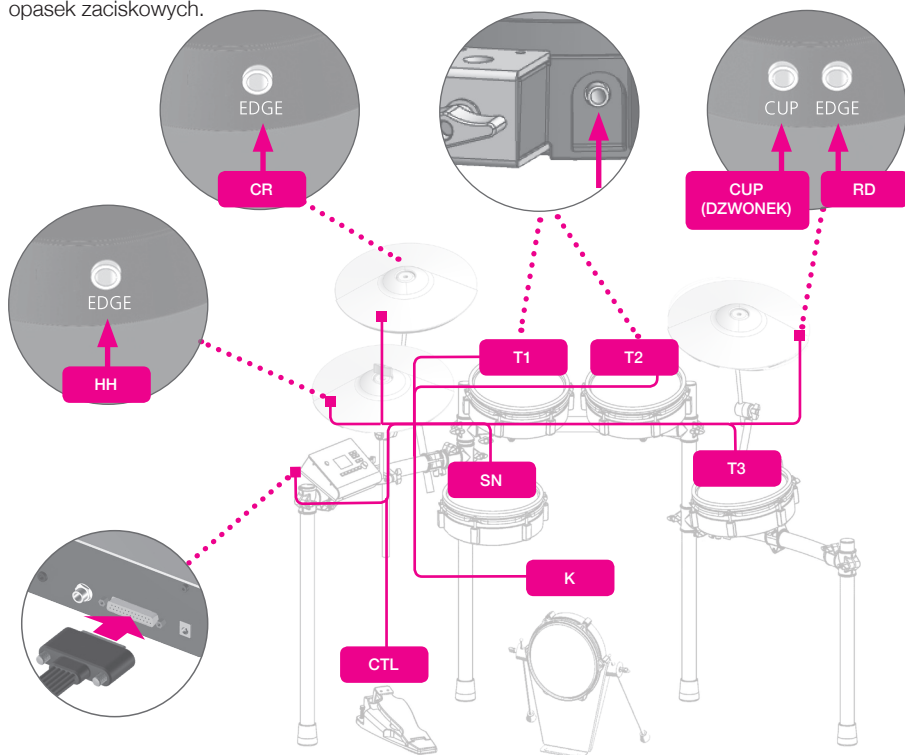 opasek zaciskowych.
EDGE
CR
CUP EDGE
CUP
(DZWONEK)
RD
EDGE
HH
T1
T2
SN
T3
K
CTL